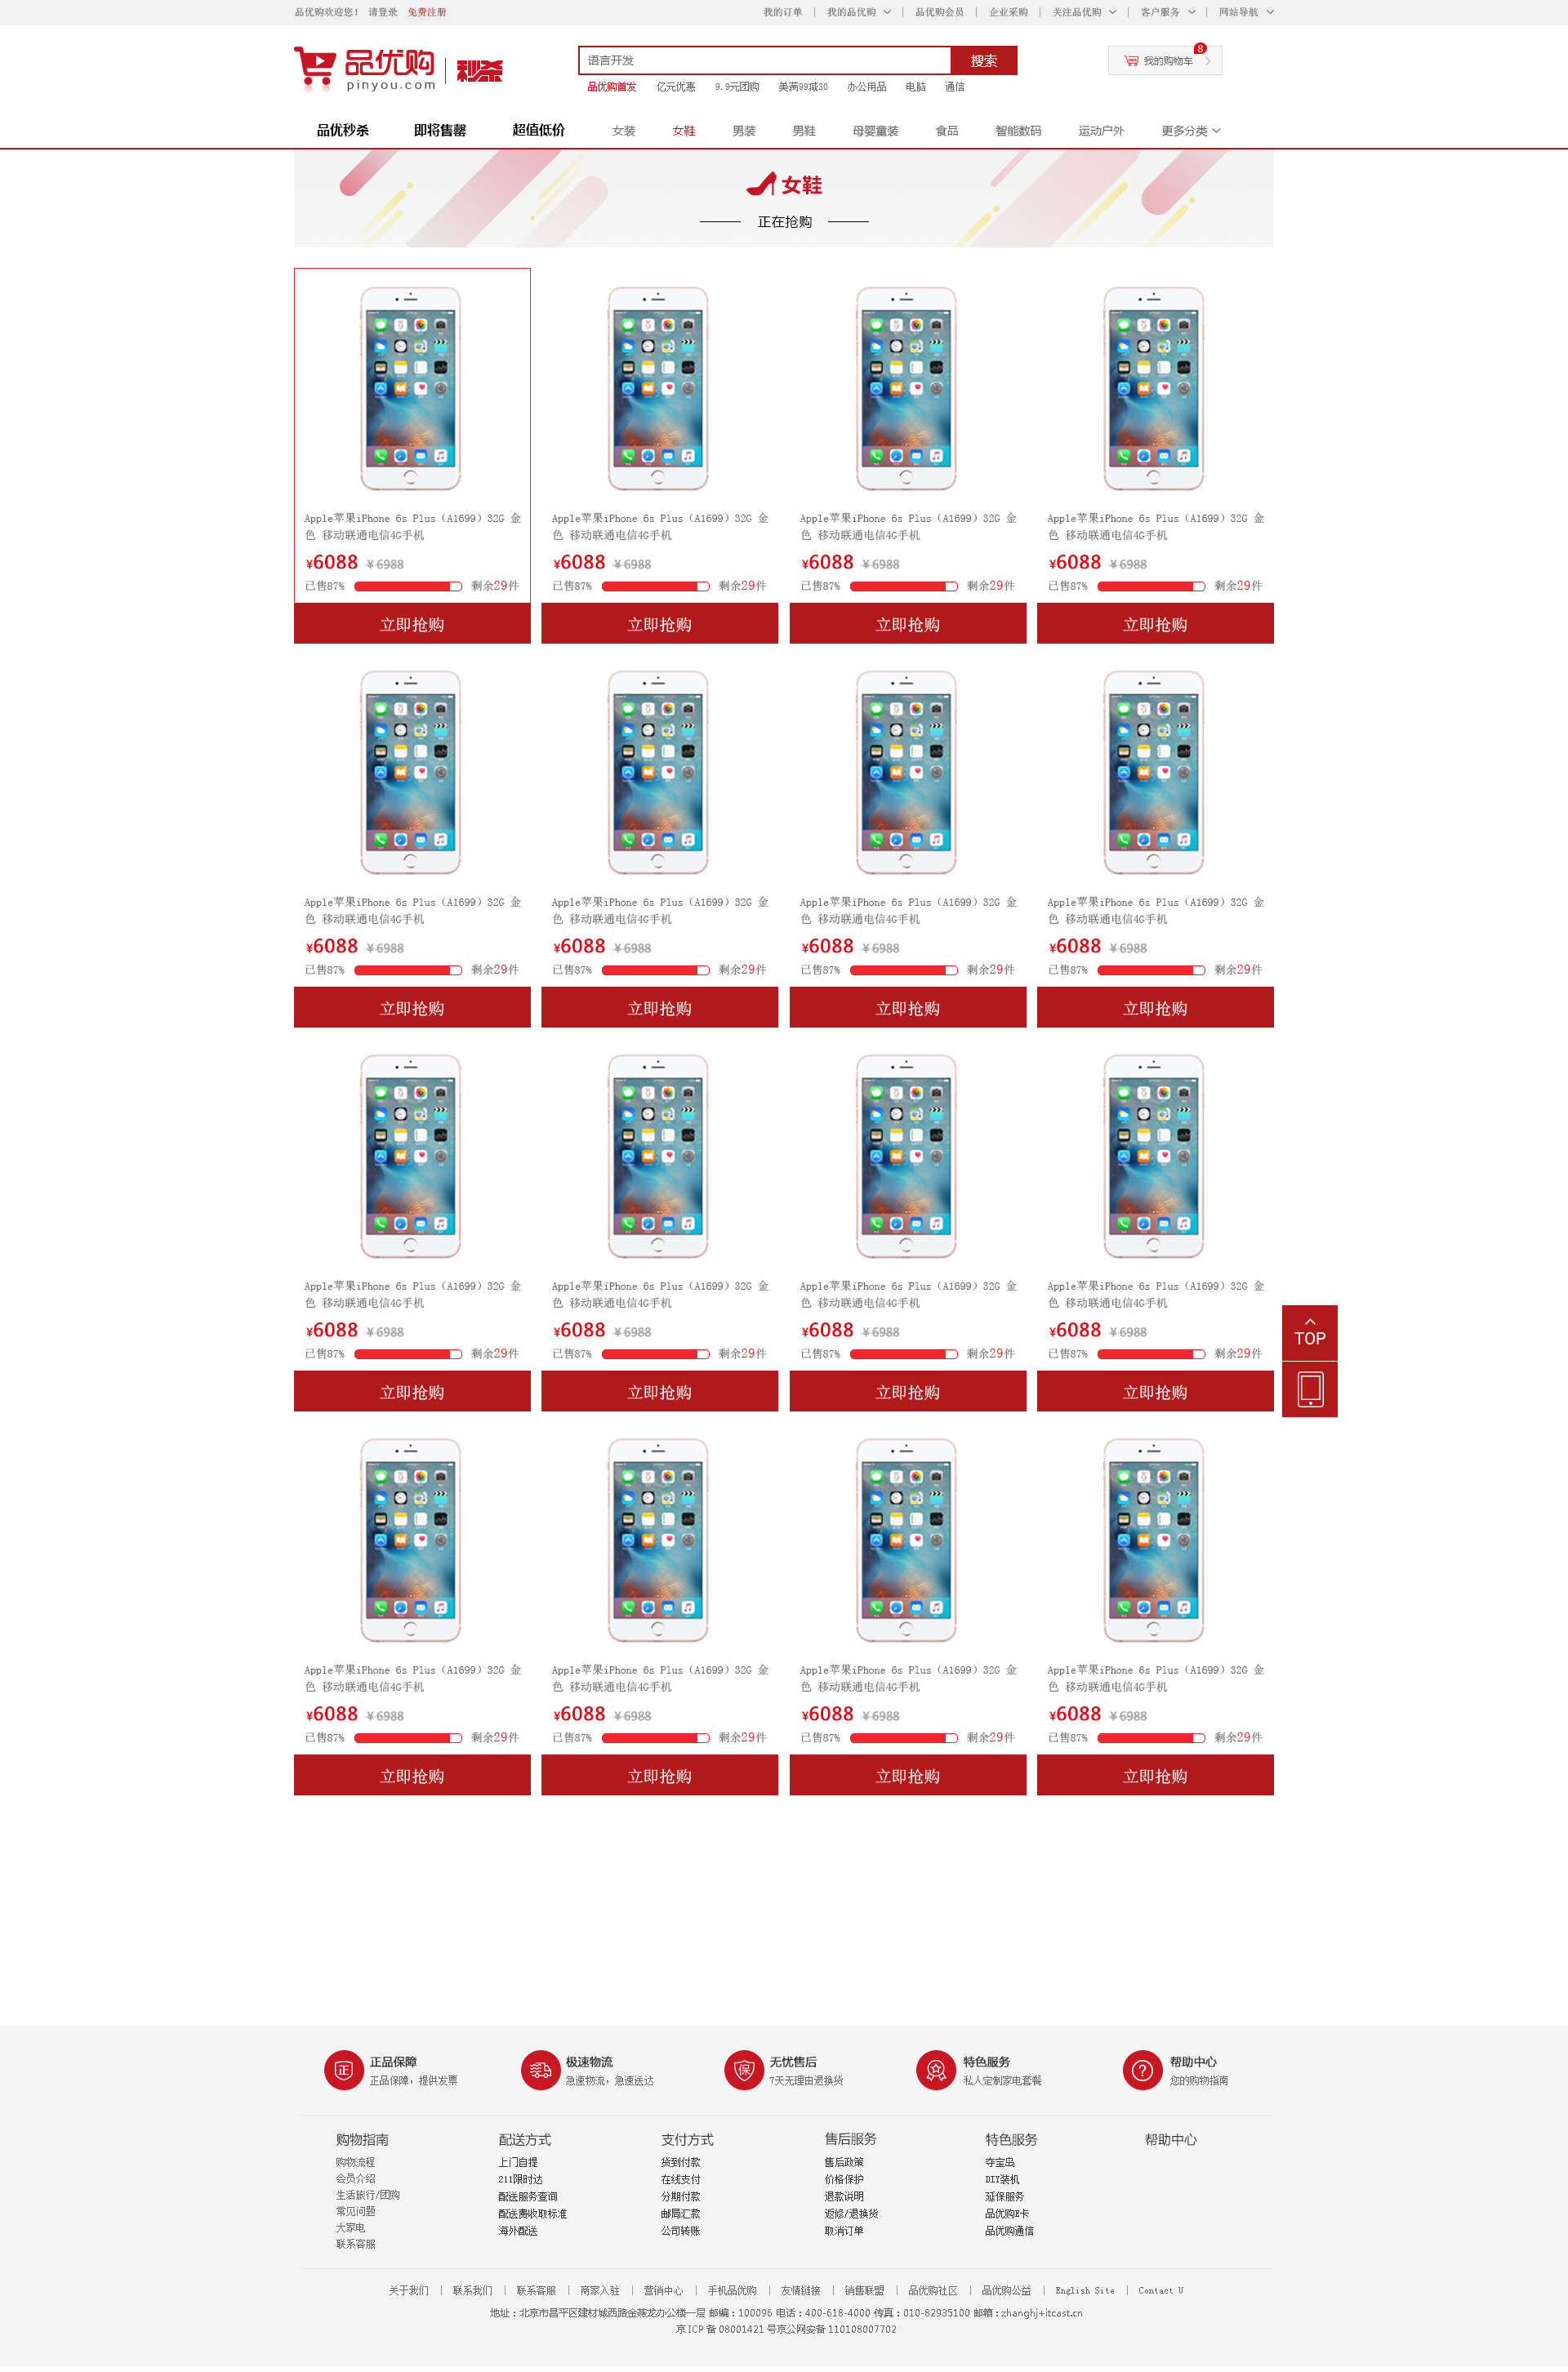 品优购欢迎您! 请登录 免费注册
我的订单 我的品优购 品优购会员 企业采购 关注品优购 客户服务 网站导航
品优购 秒杀
pinyou.com
语言开发 搜索
8
我的购物车
品优购首发 亿元优惠 9.9元团购 美满99减30 办公用品 电脑 通信
品优秒杀 即将售罄 超值低价 女装 女鞋 男装 男鞋 母婴童装 食品 智能数码 运动户外 更多分类
女鞋
正在抢购
Apple苹果iPhone 6s Plus（A1699）32G 金 Apple苹果iPhone 6s Plus（A1699）32G 金 Apple苹果iPhone 6s Plus（A1699）32G 金 Apple苹果iPhone 6s Plus（A1699）32G 金
色 移动联通电信4G手机 色 移动联通电信4G手机 色 移动联通电信4G手机 色 移动联通电信4G手机
¥6088 ￥6988 ¥6088 ￥6988 ¥6088 ￥6988 ¥6088 ￥6988
已售87% 剩余29件 已售87% 剩余29件 已售87% 剩余29件 已售87% 剩余29件
立即抢购 立即抢购 立即抢购 立即抢购
Apple苹果iPhone 6s Plus（A1699）32G 金 Apple苹果iPhone 6s Plus（A1699）32G 金 Apple苹果iPhone 6s Plus（A1699）32G 金 Apple苹果iPhone 6s Plus（A1699）32G 金
色 移动联通电信4G手机 色 移动联通电信4G手机 色 移动联通电信4G手机 色 移动联通电信4G手机
¥6088 ￥6988 ¥6088 ￥6988 ¥6088 ￥6988 ¥6088 ￥6988
已售87% 剩余29件 已售87% 剩余29件 已售87% 剩余29件 已售87% 剩余29件
立即抢购 立即抢购 立即抢购 立即抢购
Apple苹果iPhone 6s Plus（A1699）32G 金 Apple苹果iPhone 6s Plus（A1699）32G 金 Apple苹果iPhone 6s Plus（A1699）32G 金 Apple苹果iPhone 6s Plus（A1699）32G 金
色 移动联通电信4G手机 色 移动联通电信4G手机 色 移动联通电信4G手机 色 移动联通电信4G手机
¥6088 ￥6988 ¥6088 ￥6988 ¥6088 ￥6988 ¥6088 ￥6988
已售87% 剩余29件 已售87% 剩余29件 已售87% 剩余29件 已售87% 剩余29件
立即抢购 立即抢购 立即抢购 立即抢购
TOP
Apple苹果iPhone 6s Plus（A1699）32G 金 Apple苹果iPhone 6s Plus（A1699）32G 金 Apple苹果iPhone 6s Plus（A1699）32G 金 Apple苹果iPhone 6s Plus（A1699）32G 金
色 移动联通电信4G手机 色 移动联通电信4G手机 色 移动联通电信4G手机 色 移动联通电信4G手机
¥6088 ￥6988 ¥6088 ￥6988 ¥6088 ￥6988 ¥6088 ￥6988
已售87% 剩余29件 已售87% 剩余29件 已售87% 剩余29件 已售87% 剩余29件
立即抢购 立即抢购 立即抢购 立即抢购
正 正品保障 极速物流 保 无忧售后 特色服务 ? 帮助中心
正品保障，提供发票 急速物流，急速送达 7天无理由退换货 私人定制家电套餐 您的购物指南
购物指南 配送方式 支付方式 售后服务 特色服务 帮助中心
购物流程 上门自提 货到付款 售后政策 夺宝岛
会员介绍 211限时达 在线支付 价格保护 DIY装机
生活旅行/团购 配送服务查询 分期付款 退款说明 延保服务
常见问题 配送费收取标准 邮局汇款 返修/退换货 品优购E卡
大家电 海外配送 公司转账 取消订单 品优购通信
联系客服
关于我们 | 联系我们 | 联系客服 | 商家入驻 | 营销中心 | 手机品优购 | 友情链接 | 销售联盟 | 品优购社区 | 品优购公益 | English Site | Contact U
地址：北京市昌平区建材城西路金燕龙办公楼一层 邮编：100096 电话：400-618-4000 传真：010-82935100 邮箱：zhanghj+itcast.cn
京ICP备08001421号京公网安备110108007702